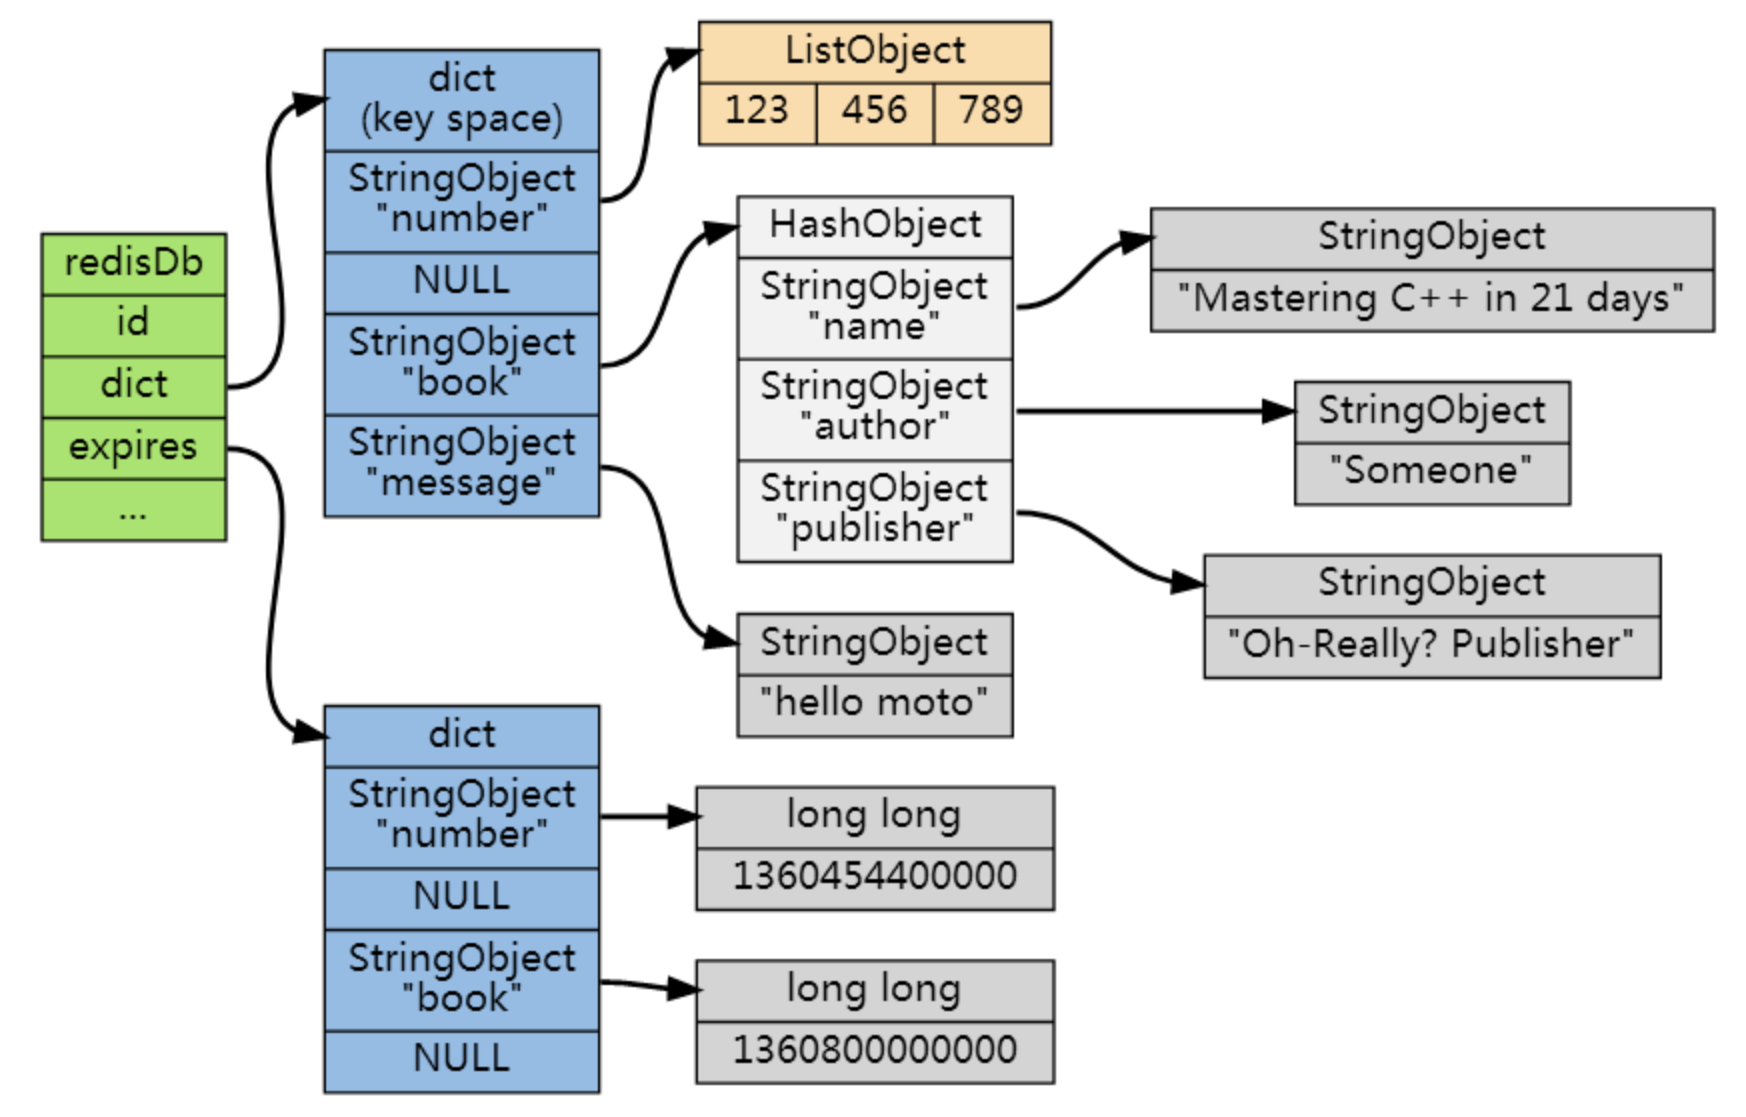 redisDb
id
dict
expires
...
dict
(key space)
StringObject
"number"
NULL
StringObject
"book"
StringObject
"message"
ListObject
123 456 789
HashObject
StringObject
"name"
StringObject
"author"
StringObject
"publisher"
StringObject
"Mastering C++ in 21 days"
StringObject
"Someone"
StringObject
"Oh-Really? Publisher"
StringObject
"hello moto"
dict
StringObject
"number"
NULL
StringObject
"book"
NULL
long long
1360454400000
long long
1360800000000